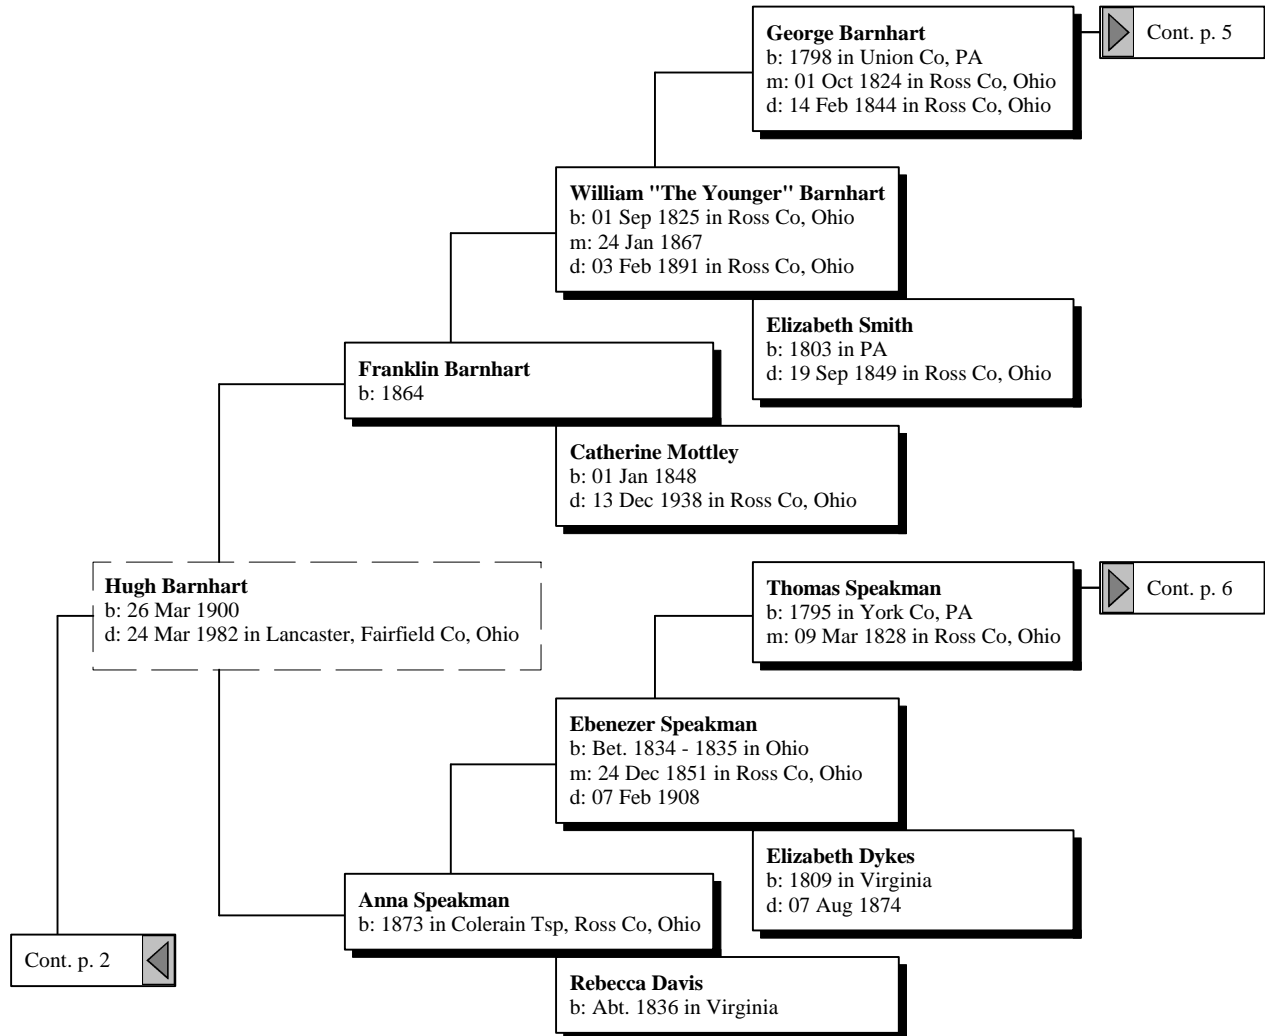 George Barnhart
b: 1798 in Union Co, PA
m: 01 Oct 1824 in Ross Co, Ohio
d: 14 Feb 1844 in Ross Co, Ohio
Cont. p. 5
William "The Younger" Barnhart
b: 01 Sep 1825 in Ross Co, Ohio
m: 24 Jan 1867
d: 03 Feb 1891 in Ross Co, Ohio
Elizabeth Smith
b: 1803 in PA
d: 19 Sep 1849 in Ross Co, Ohio
Franklin Barnhart
b: 1864
Catherine Mottley
b: 01 Jan 1848
d: 13 Dec 1938 in Ross Co, Ohio
Hugh Barnhart
b: 26 Mar 1900
d: 24 Mar 1982 in Lancaster, Fairfield Co, Ohio
Thomas Speakman
b: 1795 in York Co, PA
m: 09 Mar 1828 in Ross Co, Ohio
Cont. p. 6
Ebenezer Speakman
b: Bet. 1834 - 1835 in Ohio
m: 24 Dec 1851 in Ross Co, Ohio
d: 07 Feb 1908
Elizabeth Dykes
b: 1809 in Virginia
d: 07 Aug 1874
Anna Speakman
b: 1873 in Colerain Tsp, Ross Co, Ohio
Cont. p. 2
Rebecca Davis
b: Abt. 1836 in Virginia